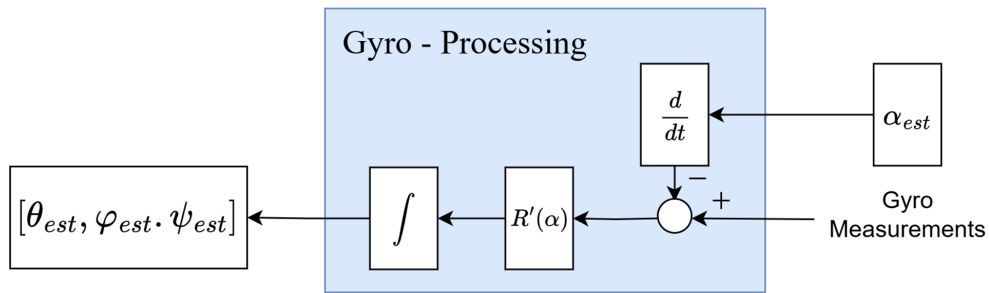 Gyro - Processing
d
dt
α_est
−
+
[θ_est, φ_est. ψ_est]
∫
R′(α)
Gyro
Measurements